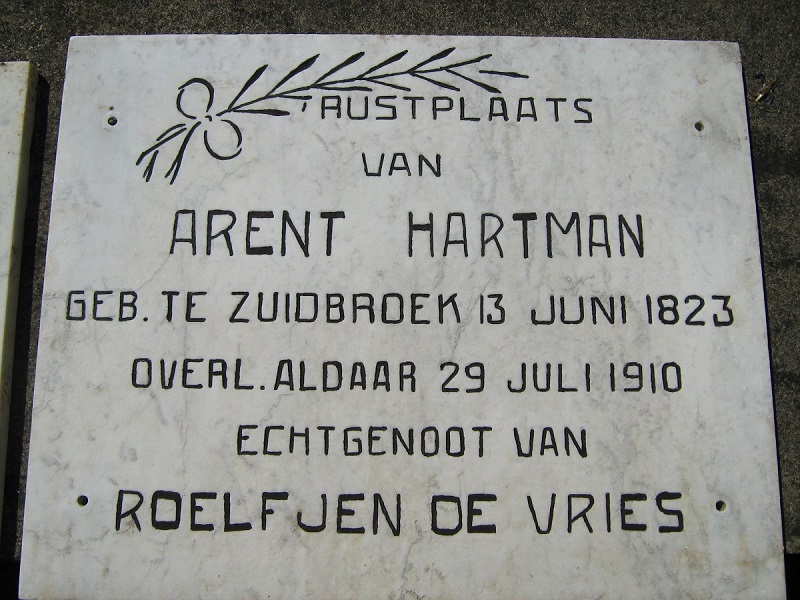 RUSTPLAATS
VAN
ARENT HARTMAN
GEB. TE ZUIDBROEK 13 JUNI 1823
OVERL. ALDAAR 29 JULI 1910
ECHTGENOOT VAN
ROELFJEN DE VRIES